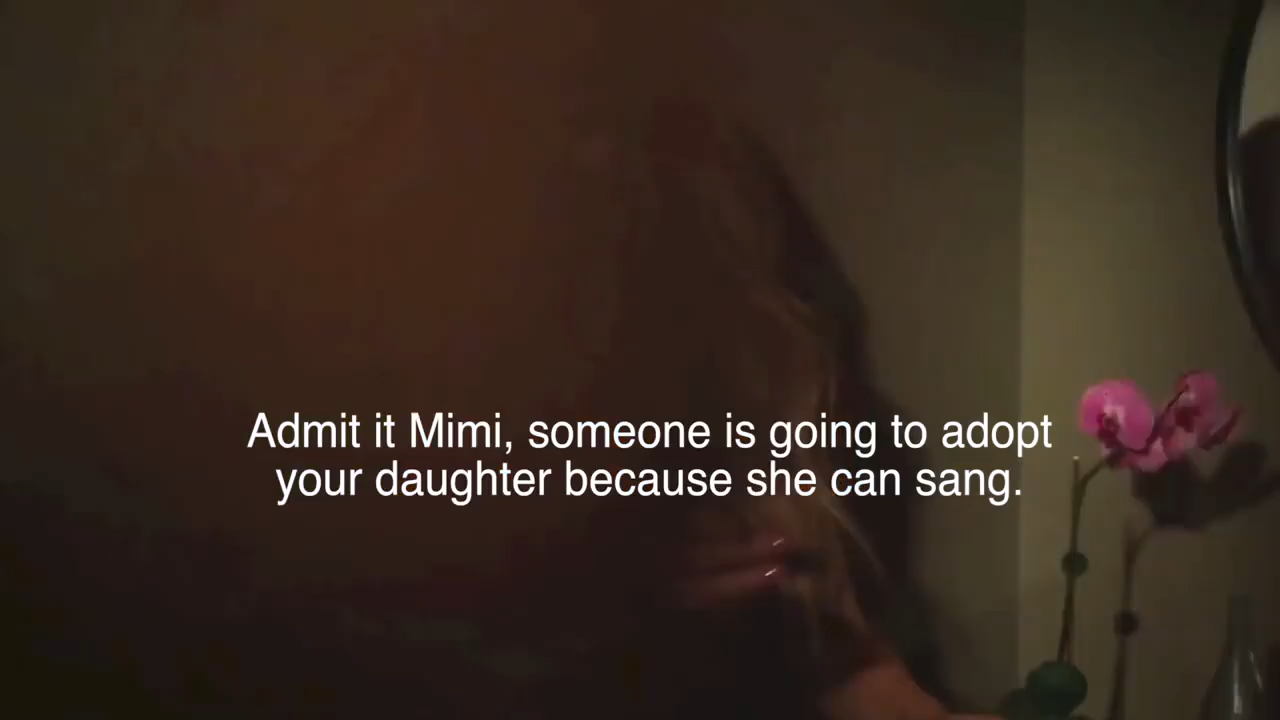 Admit it Mimi, someone is going to adopt
your daughter because she can sang.